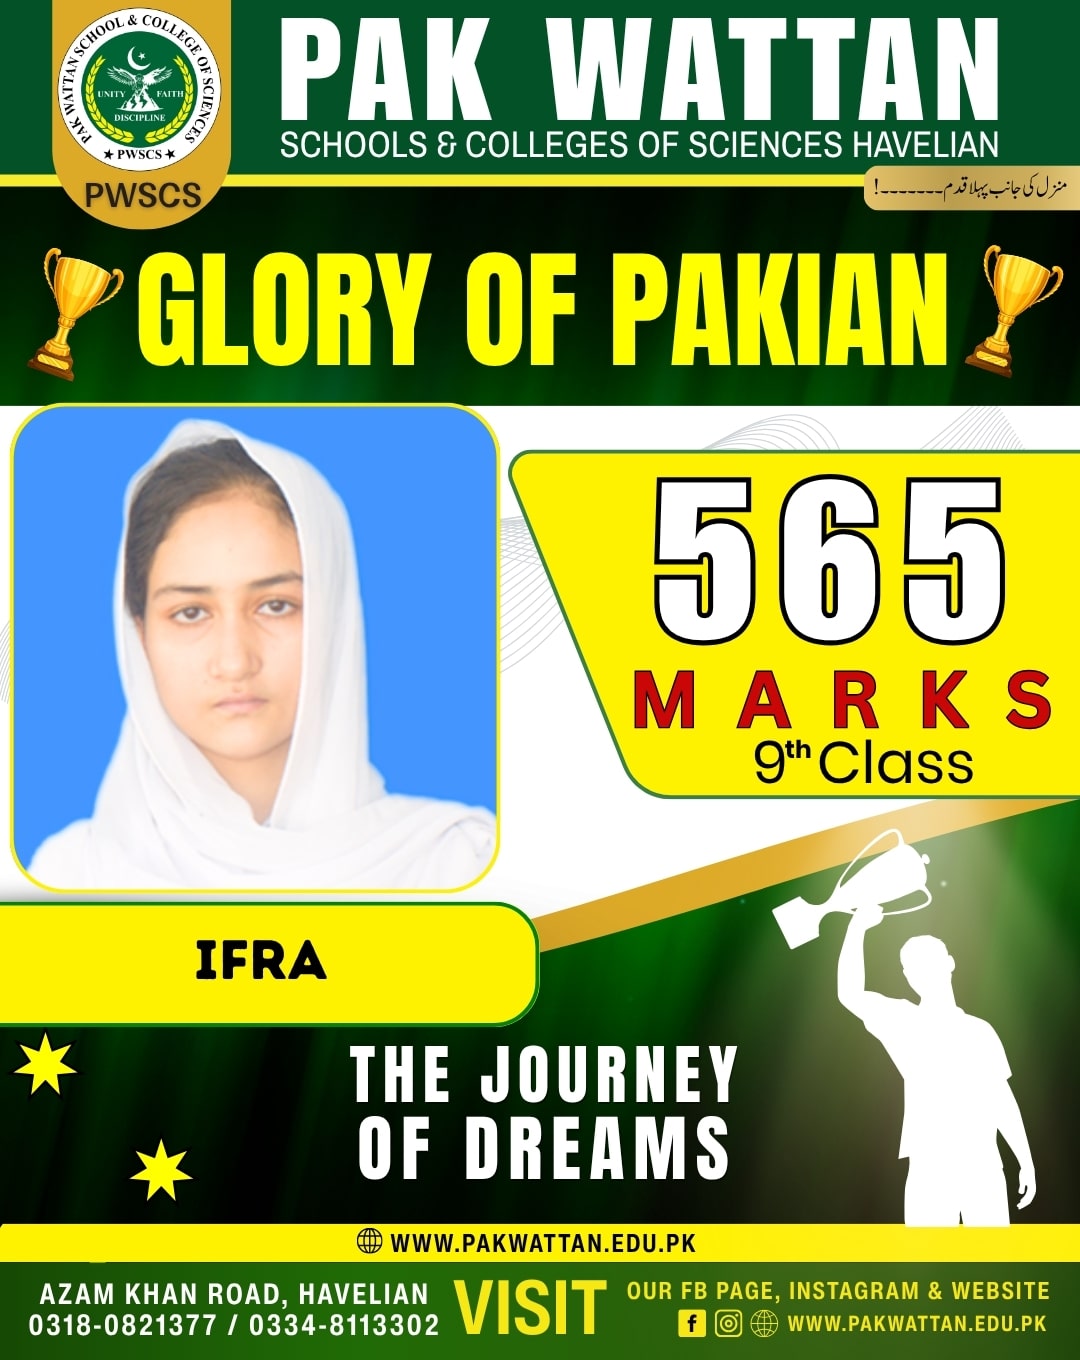 PAK WATTAN SCHOOL & COLLEGE OF SCIENCES
UNITY FAITH
DISCIPLINE
★ PWSCS ★
PWSCS
PAK WATTAN
SCHOOLS & COLLEGES OF SCIENCES HAVELIAN
منزل کی جانب پہلا قدم.......!
GLORY OF PAKIAN
565
MARKS
9th Class
IFRA
THE JOURNEY
OF DREAMS
WWW.PAKWATTAN.EDU.PK
AZAM KHAN ROAD, HAVELIAN
0318-0821377 / 0334-8113302
VISIT
OUR FB PAGE, INSTAGRAM & WEBSITE
WWW.PAKWATTAN.EDU.PK